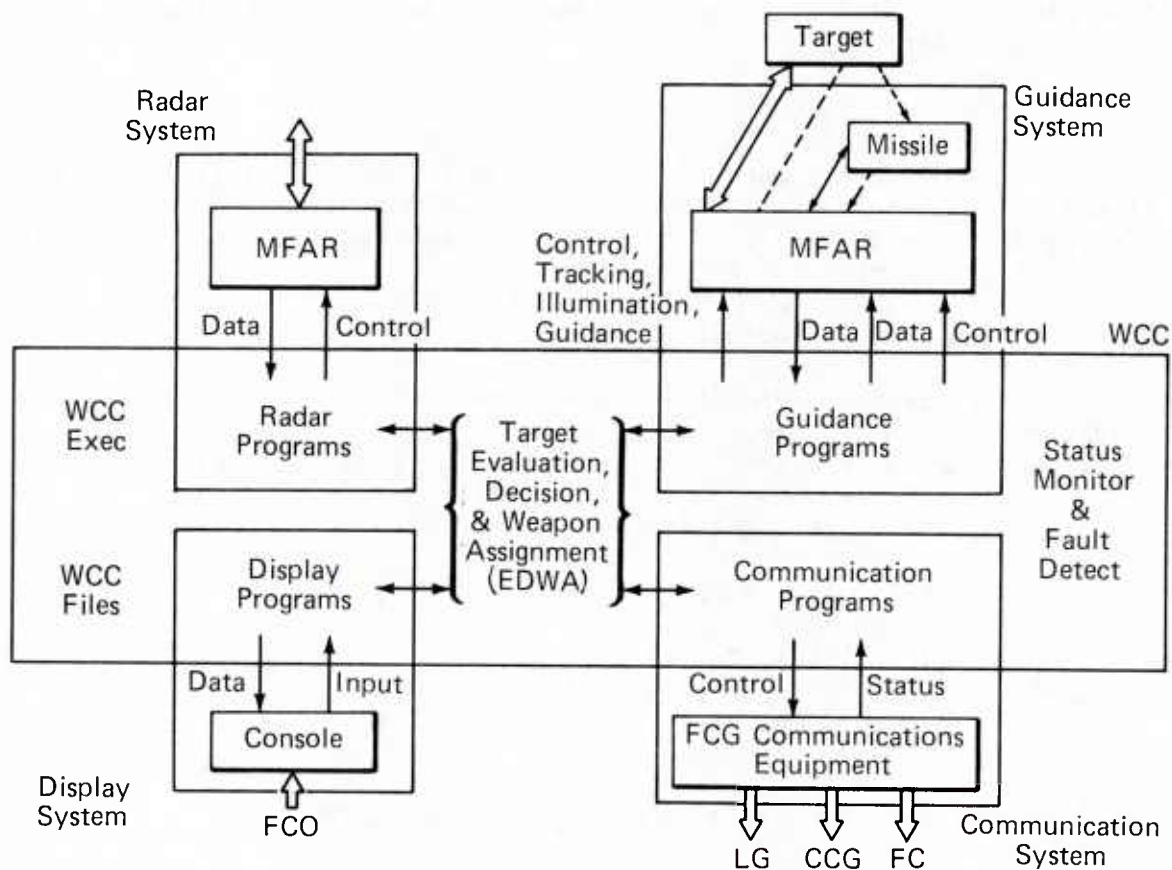 Target
Radar
System
Guidance
System
Missile
MFAR
MFAR
Control,
Tracking,
Illumination,
Guidance
Data
Control
Data
Data
Control
WCC
WCC
Exec
Radar
Programs
Target
Evaluation,
Decision,
& Weapon
Assignment
(EDWA)
Guidance
Programs
Status
Monitor
&
Fault
Detect
WCC
Files
Display
Programs
Communication
Programs
Data
Input
Control
Status
Console
FCG Communications
Equipment
Display
System
FCO
LG
CCG
FC
Communication
System